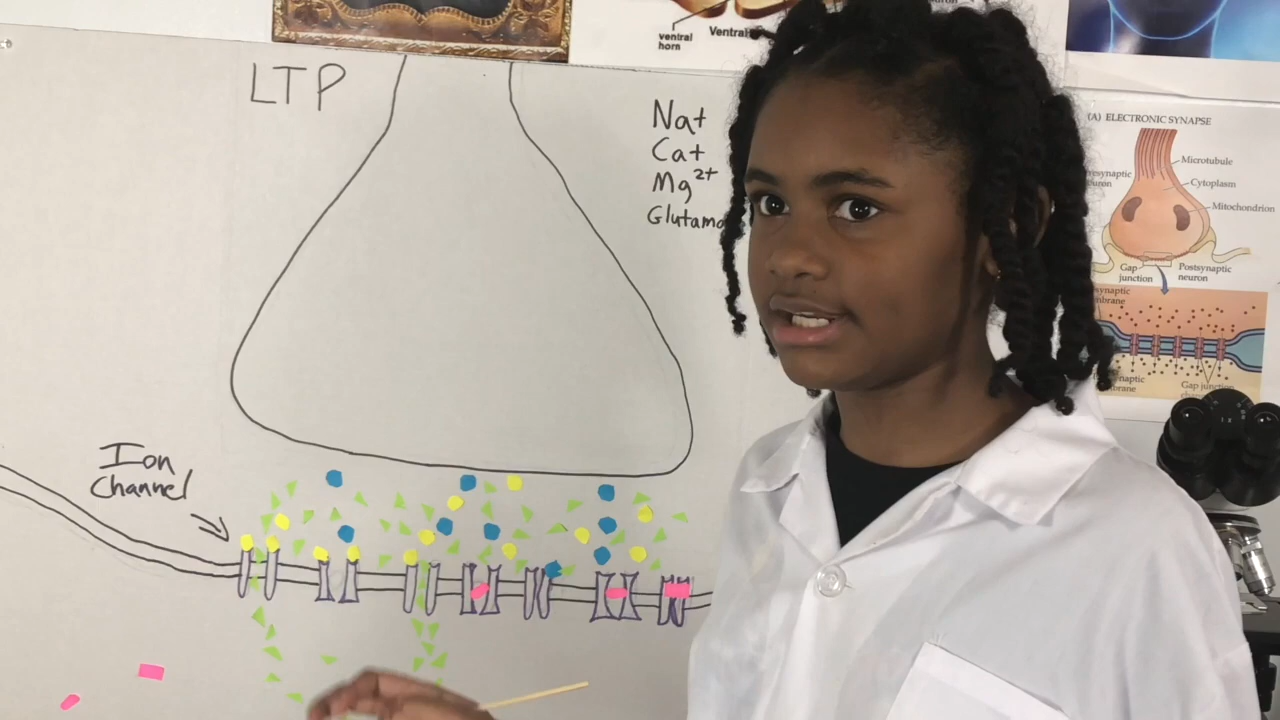 ventral
horn
Ventral
LTP
Na+
Ca+
Mg2+
(A) ELECTRONIC SYNAPSE
Microtubule
Cytoplasm
Mitochondrion
Gap
junction
Postsynaptic
neuron
Gap junction
Ion
Channel